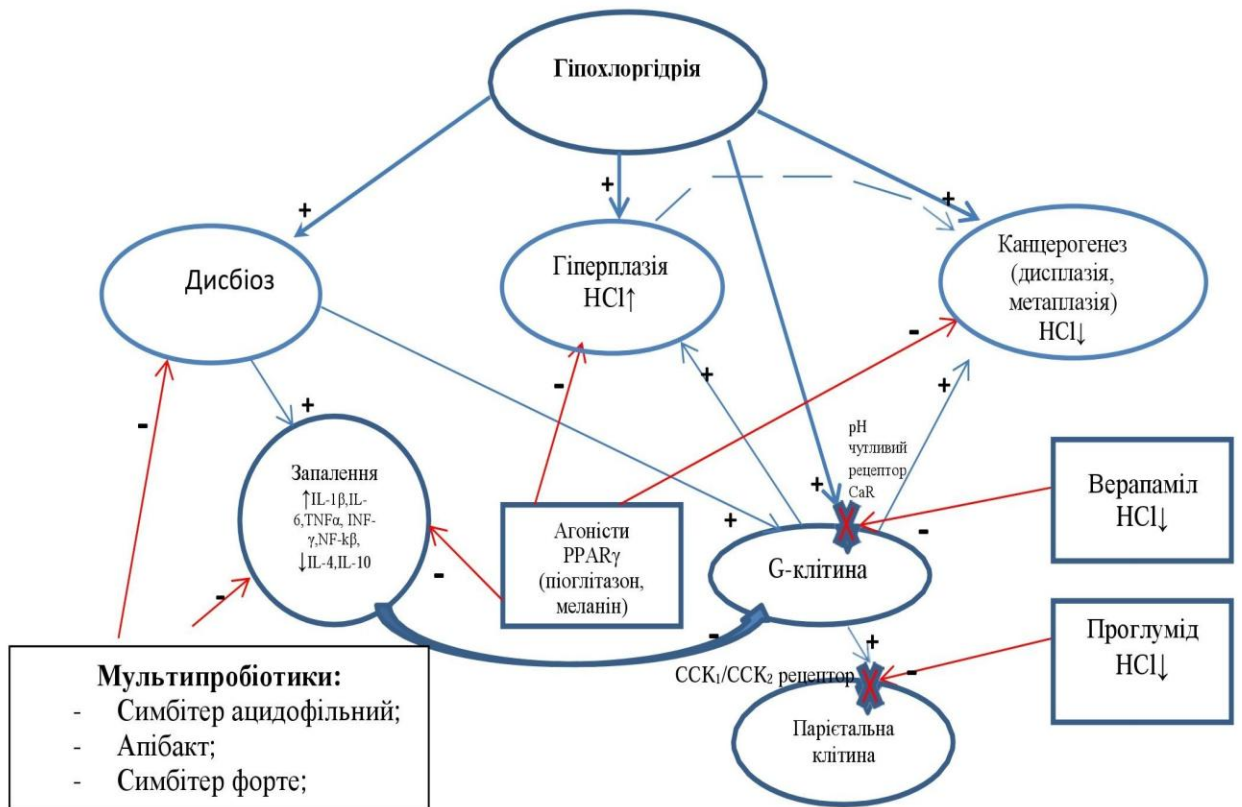 Гіпохлоргідрія
+
+
+
Дисбіоз
Гіперплазія
HCl↑
Канцерогенез
(дисплазія,
метаплазія)
HCl↓
-
-
+
+
+
-
Запалення
↑IL-1β,IL-
6,TNFα, INF-
γ,NF-kβ,
↓IL-4,IL-10
-
-
Агоністи
PPARγ
(піоглітазон,
меланін)
+
+
pH
чутливий
рецептор
CaR
X
-
G-клітина
-
Верапаміл
HCl↓
+
CCK₁/CCK₂ рецептор
X
-
Парієтальна
клітина
Проглумід
HCl↓
Мультипробіотики:
- Симбітер ацидофільний;
- Апібакт;
- Симбітер форте;